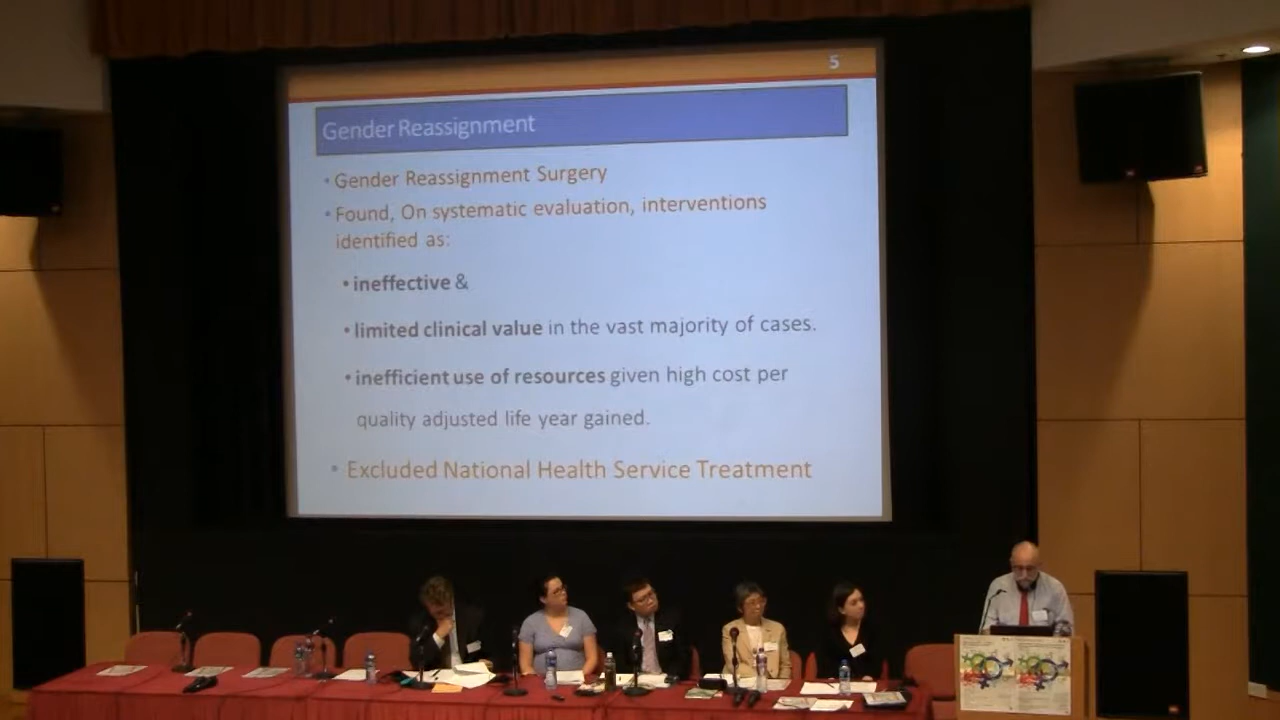 5
Gender Reassignment
• Gender Reassignment Surgery
• Found, On systematic evaluation, interventions
identified as:
• ineffective &
• limited clinical value in the vast majority of cases.
• inefficient use of resources given high cost per
quality adjusted life year gained.
• Excluded National Health Service Treatment